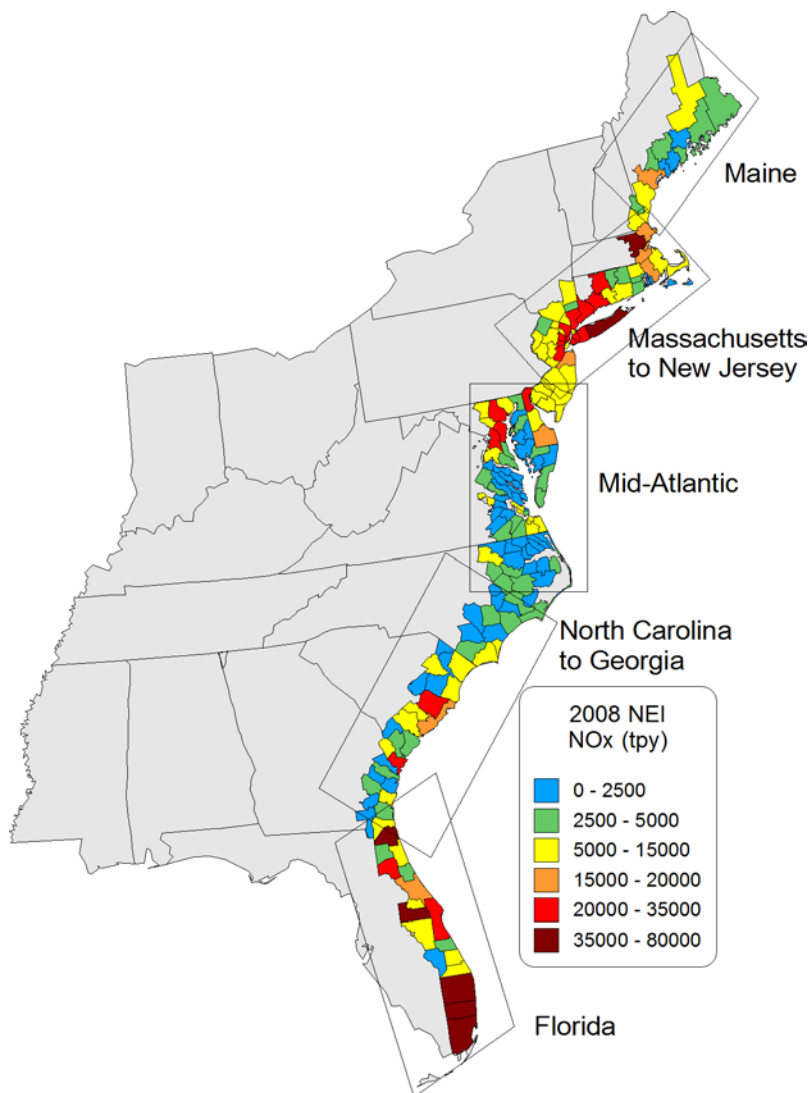 Maine
Massachusetts
to New Jersey
Mid-Atlantic
North Carolina
to Georgia
2008 NEI
NOx (tpy)
0 - 2500
2500 - 5000
5000 - 15000
15000 - 20000
20000 - 35000
35000 - 80000
Florida